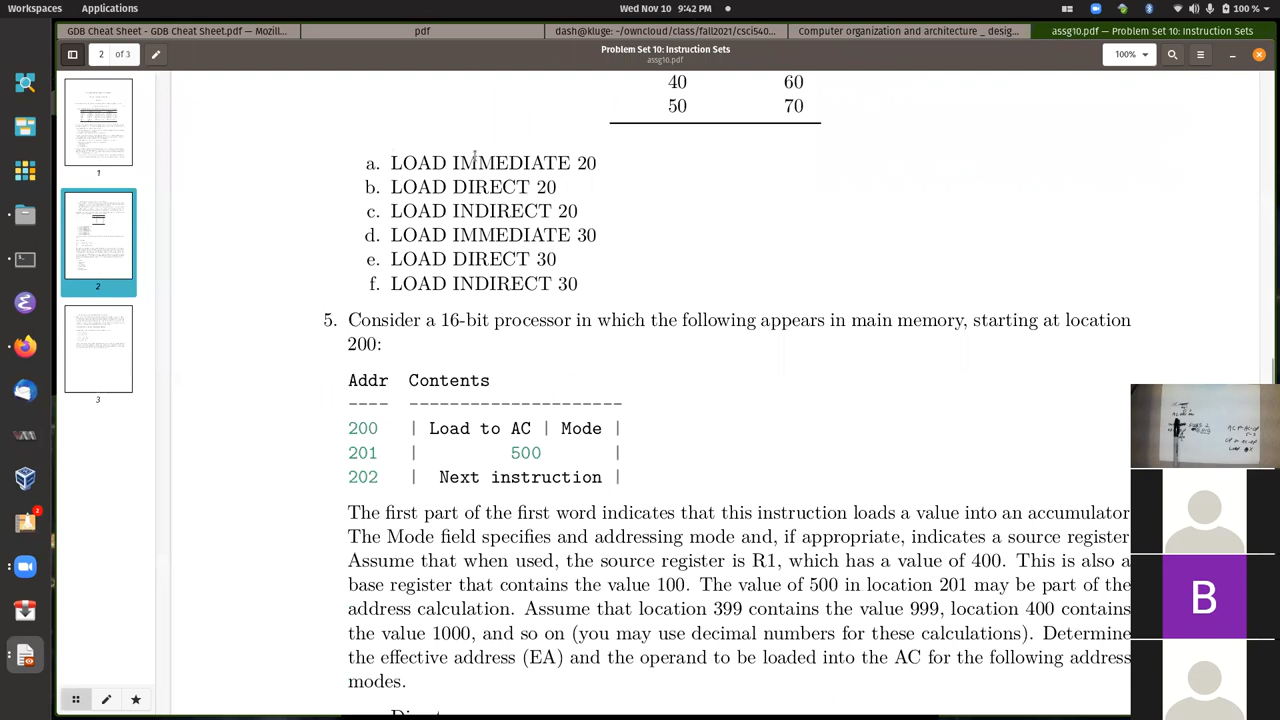 Workspaces Applications Wed Nov 10 9:42 PM 100 %
GDB Cheat Sheet - GDB Cheat Sheet.pdf — Mozill... pdf dash@kluge: ~/owncloud/class/fall2021/csci540... computer organization and architecture _ desig... assg10.pdf — Problem Set 10: Instruction Sets
2 of 3 Problem Set 10: Instruction Sets 100%
assg10.pdf
40 60
50 70
a. LOAD IMMEDIATE 20
b. LOAD DIRECT 20
c. LOAD INDIRECT 20
d. LOAD IMMEDIATE 30
e. LOAD DIRECT 30
f. LOAD INDIRECT 30
5. Consider a 16-bit processor in which the following appears in main memory, starting at location
200:
Addr Contents
---- ---------------------
200 | Load to AC | Mode |
201 | 500 |
202 | Next instruction |
The first part of the first word indicates that this instruction loads a value into an accumulator
The Mode field specifies and addressing mode and, if appropriate, indicates a source register
Assume that when used, the source register is R1, which has a value of 400. This is also a
base register that contains the value 100. The value of 500 in location 201 may be part of the
address calculation. Assume that location 399 contains the value 999, location 400 contains
the value 1000, and so on (you may use decimal numbers for these calculations). Determine
the effective address (EA) and the operand to be loaded into the AC for the following address
modes.
1
2
3
2
B